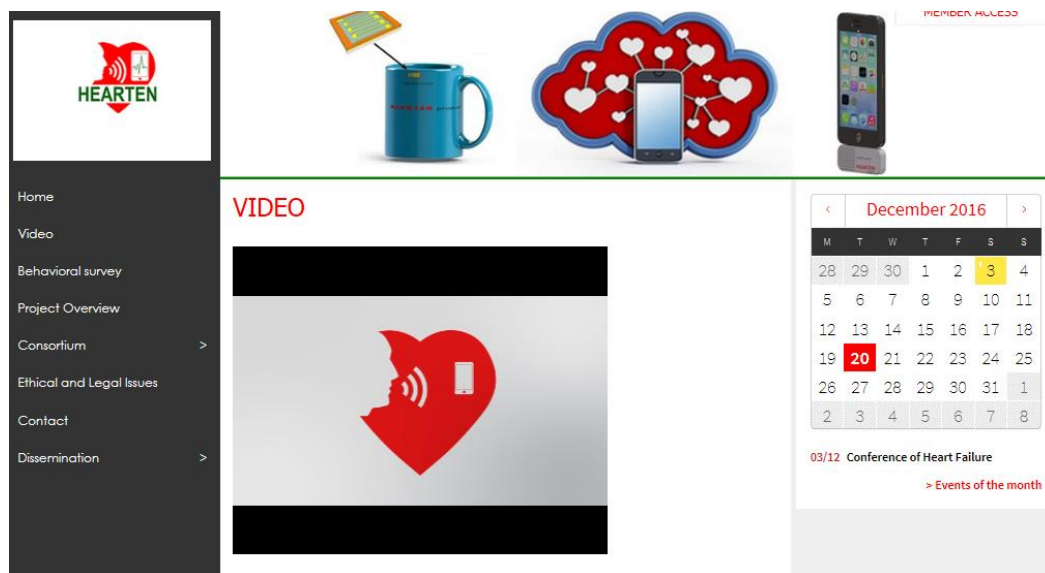 MEMBER ACCESS
HEARTEN
HEARTEN
Home
Video
Behavioral survey
Project Overview
Consortium >
Ethical and Legal Issues
Contact
Dissemination >
VIDEO
< December 2016 >
M T W T F S S
28 29 30 1 2 3 4
5 6 7 8 9 10 11
12 13 14 15 16 17 18
19 20 21 22 23 24 25
26 27 28 29 30 31 1
2 3 4 5 6 7 8
03/12 Conference of Heart Failure
> Events of the month